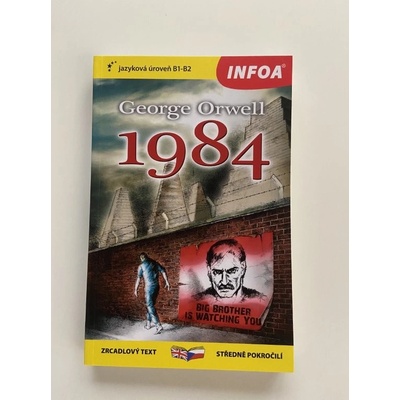 jazyková úroveň B1-B2
INFOA®
George Orwell
1984
BIG BROTHER
IS WATCHING YOU
ZRCADLOVÝ TEXT
STŘEDNĚ POKROČILÍ